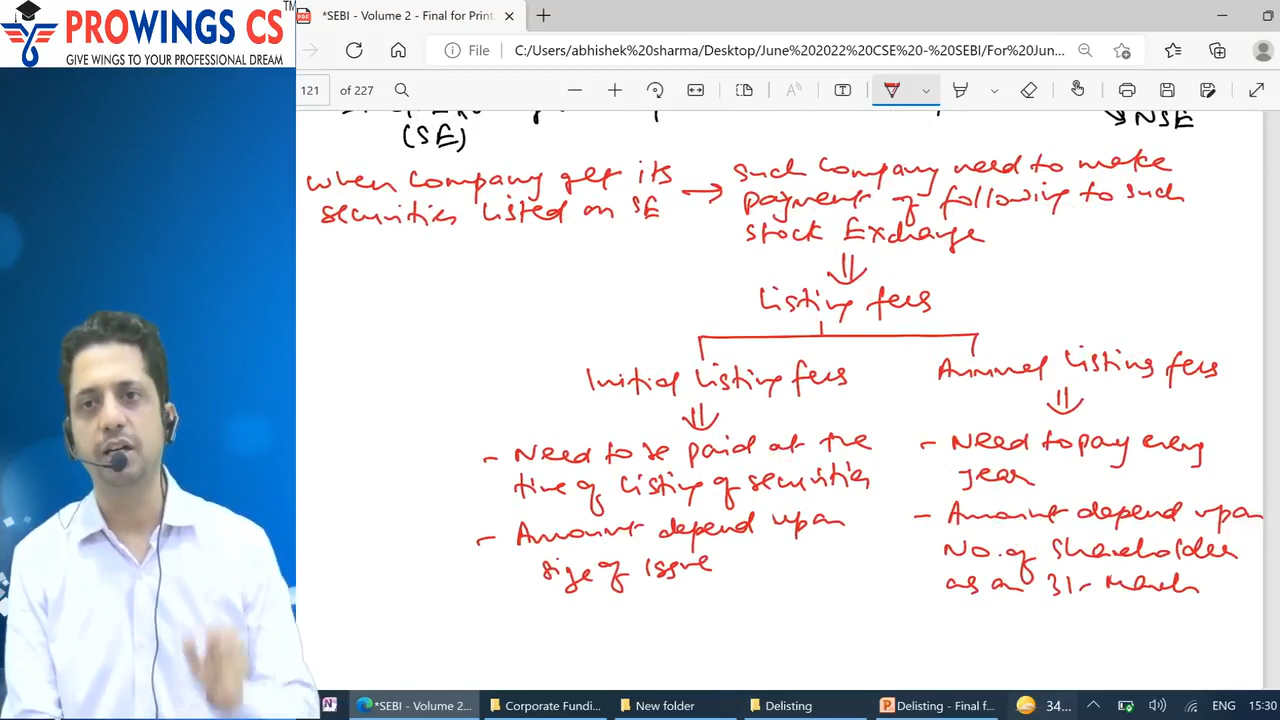 PROWINGS CS TM
GIVE WINGS TO YOUR PROFESSIONAL DREAM
*SEBI - Volume 2 - Final for Print
File C:/Users/abhishek%20sharma/Desktop/June%202022%20CSE%20-%20SEBI/For%20Jun...
121 of 227
(SE)
NSE
when Company get its
securities listed on SE
such Company need to make
payment of following to such
stock Exchange
Listing fees
Initial Listing fees
Annual Listing fees
- Need to be paid at the
time of Listing of securities
- Amount depend upon
size of Issue
- Need to pay every
year
- Amount depend upon
No. of Shareholder
as on 31st March
*SEBI - Volume 2...
Corporate Fundi...
New folder
Delisting
Delisting - Final f...
34...
ENG 15:30